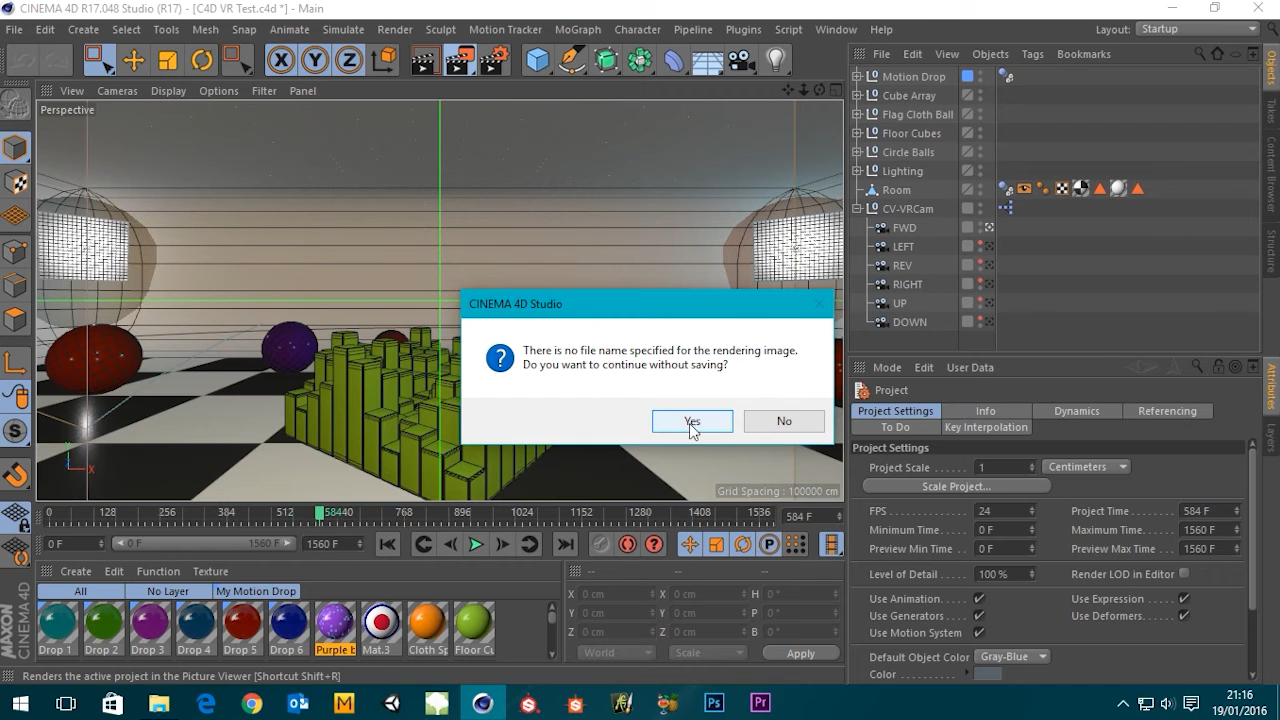 CINEMA 4D R17.048 Studio (R17) - [C4D VR Test.c4d *] - Main
File Edit Create Select Tools Mesh Snap Animate Simulate Render Sculpt Motion Tracker MoGraph Character Pipeline Plugins Script Window Help Layout: Startup
X Y Z
File Edit View Objects Tags Bookmarks
View Cameras Display Options Filter Panel
Perspective
Motion Drop
Cube Array
Flag Cloth Ball
Floor Cubes
Circle Balls
Lighting
Room
CV-VRCam
FWD
LEFT
REV
RIGHT
UP
DOWN
Objects
Takes
Content Browser
Structure
CINEMA 4D Studio
There is no file name specified for the rendering image.
Do you want to continue without saving?
Yes No
Y
Z X
Grid Spacing : 100000 cm
Mode Edit User Data
Project
Project Settings Info Dynamics Referencing
To Do Key Interpolation
Project Settings
Project Scale . . . . . . 1 Centimeters
Scale Project...
FPS 24 Project Time: 584 F
Minimum Time: 0 F Maximum Time: 1560 F
Preview Min Time: 0 F Preview Max Time: 1560 F
Level of Detail: 100 % Render LOD in Editor
Use Animation: Use Expression:
Use Generators: Use Deformers:
Use Motion System
Default Object Color Gray-Blue
Color
Attributes
Layers
0 128 256 384 512 58440 768 896 1024 1152 1280 1408 1536 584 F
0 F 0 F 1560 F 1560 F
Create Edit Function Texture
All No Layer My Motion Drop
Drop 1 Drop 2 Drop 3 Drop 4 Drop 5 Drop 6 Purple b Mat.3 Cloth Sp Floor Cu
-- -- --
X 0 cm X 0 cm H 0 °
Y 0 cm Y 0 cm P 0 °
Z 0 cm Z 0 cm B 0 °
World Scale Apply
MAXON CINEMA 4D
Renders the active project in the Picture Viewer [Shortcut Shift+R]
21:16
19/01/2016